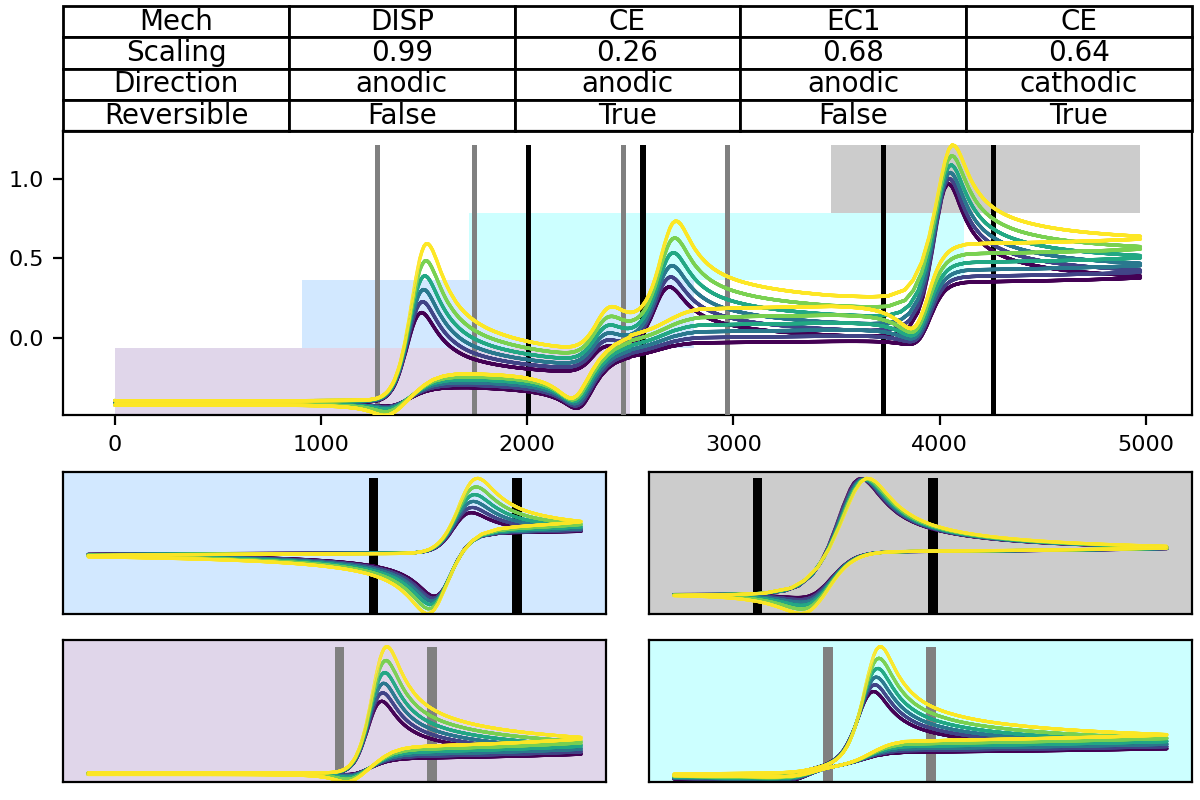 Mech DISP CE EC1 CE
Scaling 0.99 0.26 0.68 0.64
Direction anodic anodic anodic cathodic
Reversible False True False True
1.0
0.5
0.0
0 1000 2000 3000 4000 5000